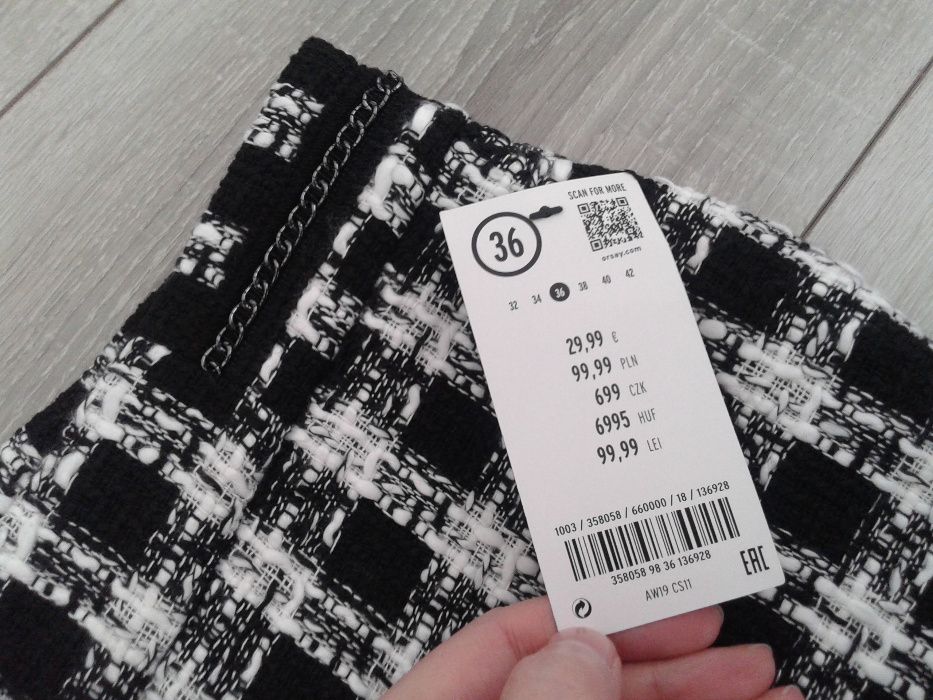 SCAN FOR MORE
36
orsay.com
32 34 36 38 40 42
29,99 €
99,99 PLN
699 CZK
6995 HUF
99,99 LEI
1003 / 358058 / 660000 / 18 / 136928
358058 98 36 136928
EAC
AW19 CS11